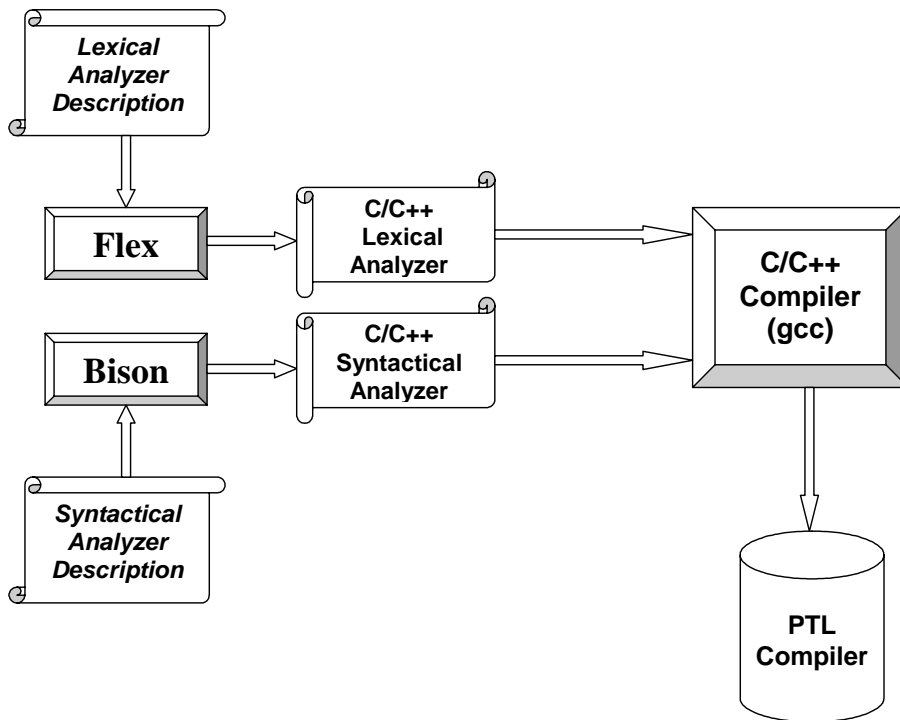 Lexical
Analyzer
Description
Flex
C/C++
Lexical
Analyzer
C/C++
Compiler
(gcc)
Bison
C/C++
Syntactical
Analyzer
Syntactical
Analyzer
Description
PTL
Compiler